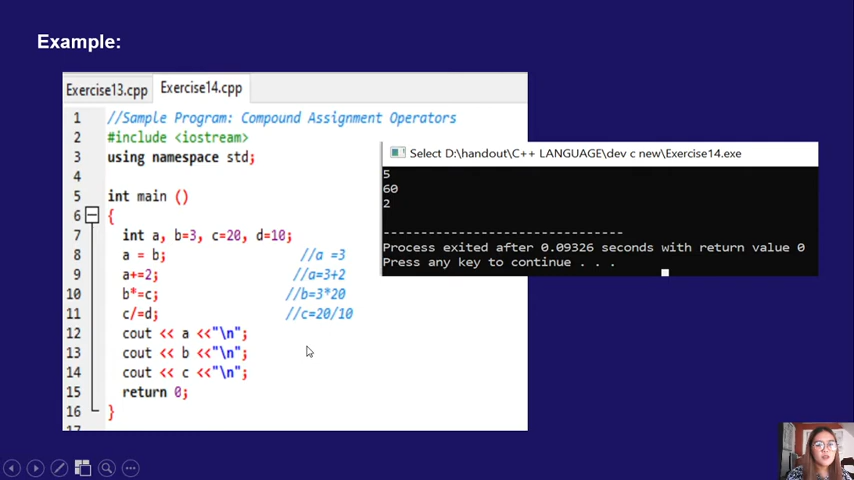 Example:
Exercise13.cpp Exercise14.cpp
1 //Sample Program: Compound Assignment Operators
2 #include <iostream>
3 using namespace std;
4
5 int main ()
6 {
7 int a, b=3, c=20, d=10;
8 a = b; //a =3
9 a+=2; //a=3+2
10 b*=c; //b=3*20
11 c/=d; //c=20/10
12 cout << a <<"\n";
13 cout << b <<"\n";
14 cout << c <<"\n";
15 return 0;
16 }
17
Select D:\handout\C++ LANGUAGE\dev c new\Exercise14.exe
5
60
2
--------------------------------
Process exited after 0.09326 seconds with return value 0
Press any key to continue . . .